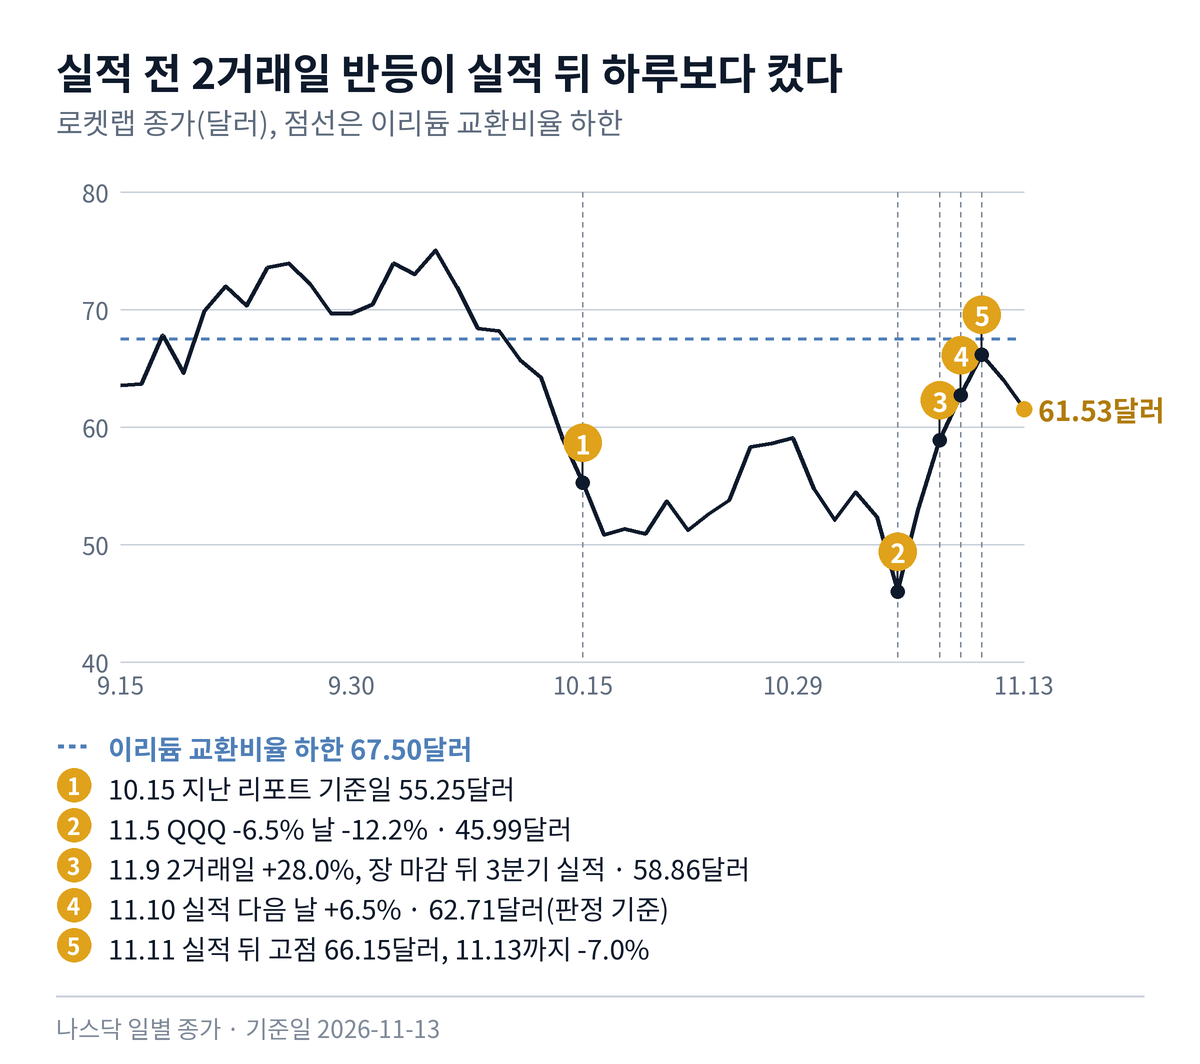 실적 전 2거래일 반등이 실적 뒤 하루보다 컸다
로켓랩 종가(달러), 점선은 이리듐 교환비율 하한
80
70
60
50
40
5
4
3
1
2
61.53달러
9.15 9.30 10.15 10.29 11.13
이리듐 교환비율 하한 67.50달러
1 10.15 지난 리포트 기준일 55.25달러
2 11.5 QQQ -6.5% 날 -12.2% · 45.99달러
3 11.9 2거래일 +28.0%, 장 마감 뒤 3분기 실적 · 58.86달러
4 11.10 실적 다음 날 +6.5% · 62.71달러(판정 기준)
5 11.11 실적 뒤 고점 66.15달러, 11.13까지 -7.0%
나스닥 일별 종가 · 기준일 2026-11-13